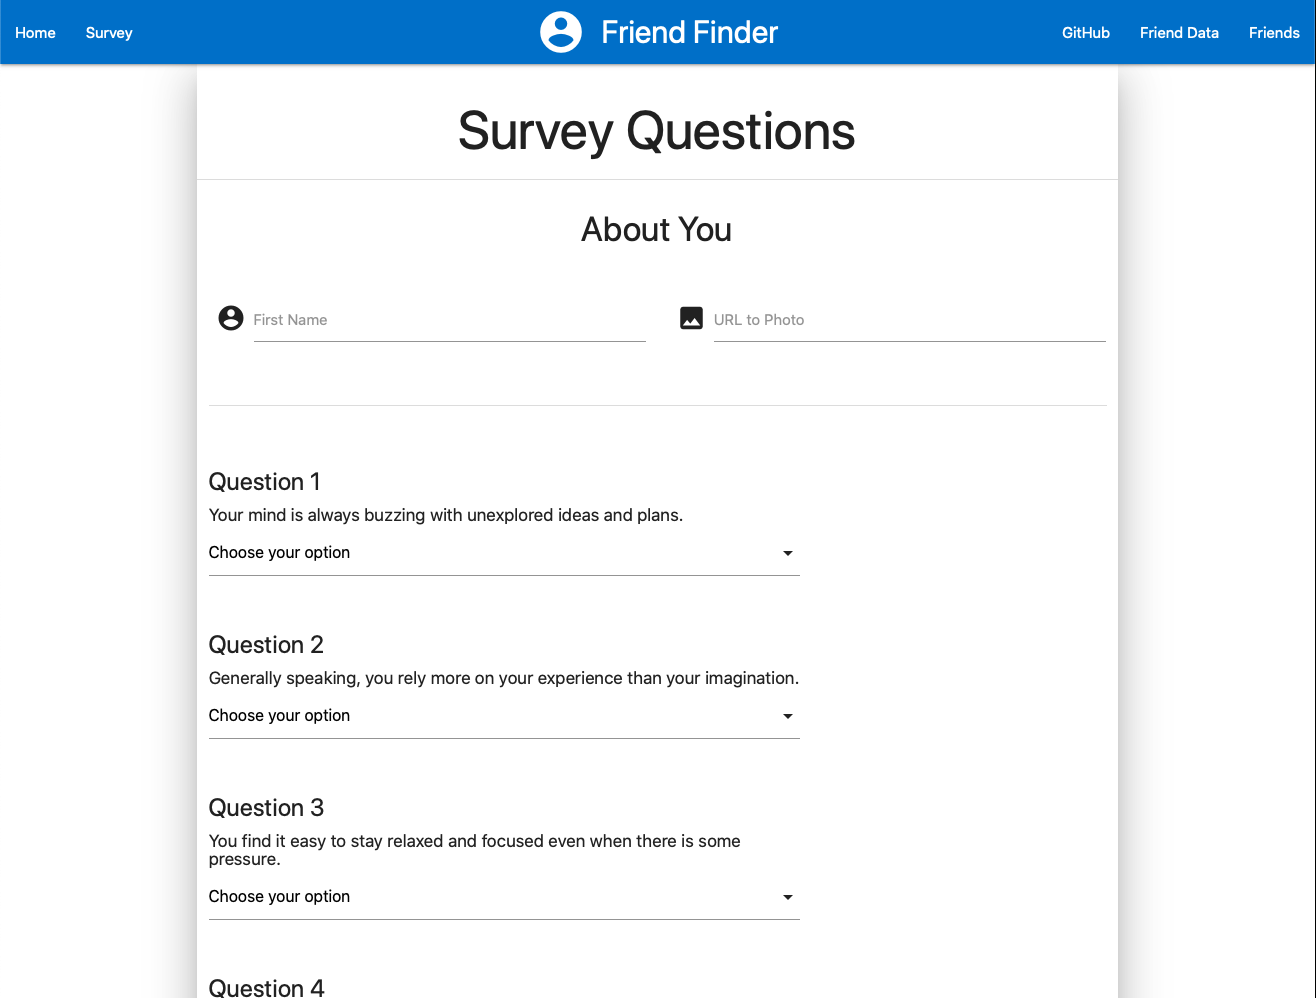 Home
Survey
Friend Finder
GitHub
Friend Data
Friends
Survey Questions
About You
First Name
URL to Photo
Question 1
Your mind is always buzzing with unexplored ideas and plans.
Choose your option
Question 2
Generally speaking, you rely more on your experience than your imagination.
Choose your option
Question 3
You find it easy to stay relaxed and focused even when there is some
pressure.
Choose your option
Question 4